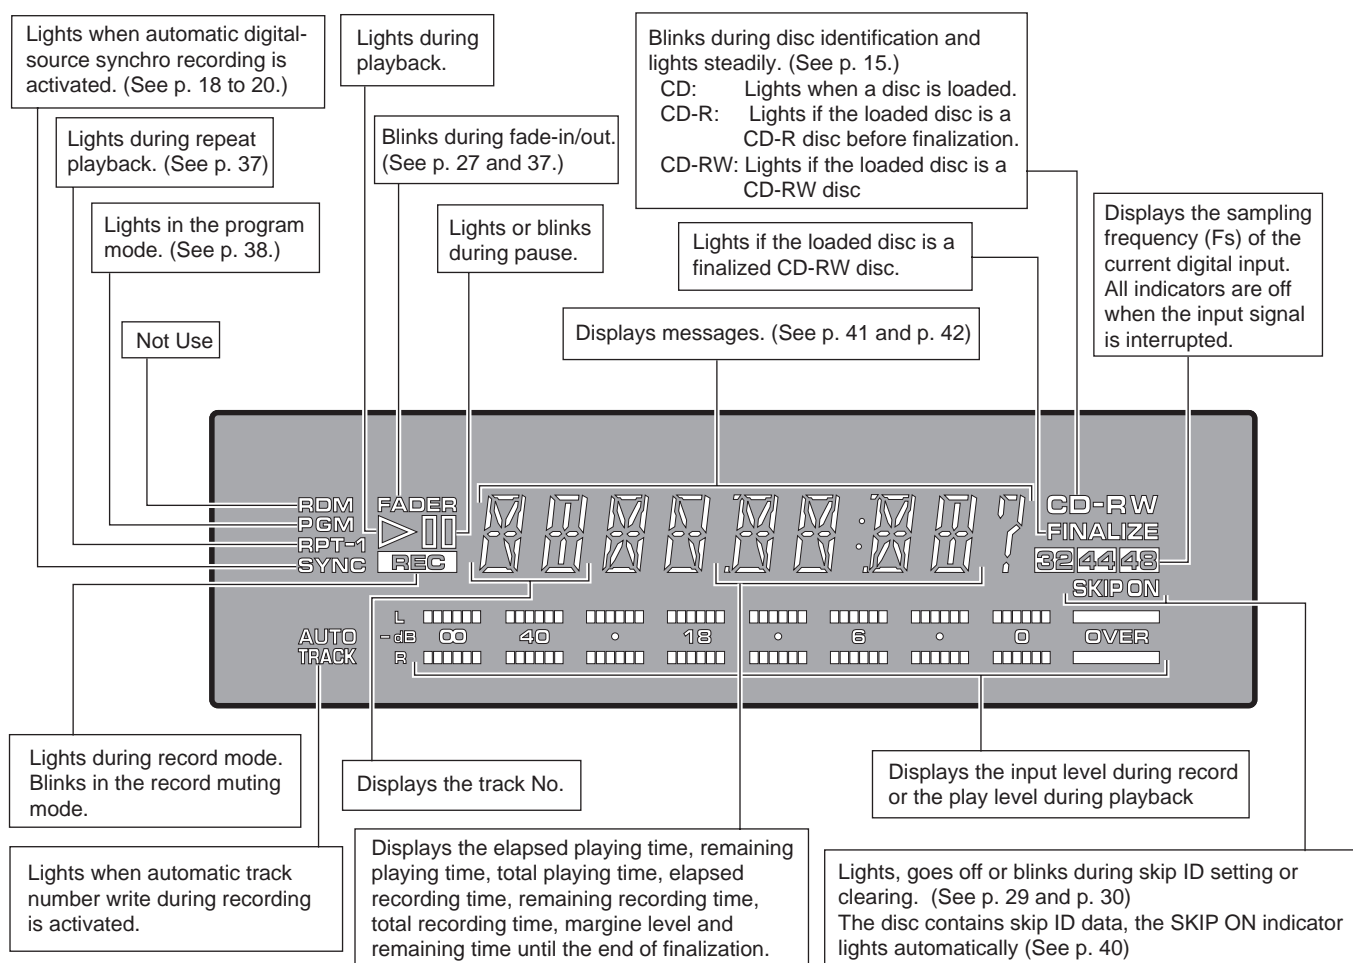 Lights when automatic digital-
source synchro recording is
activated. (See p. 18 to 20.)
Lights during
playback.
Blinks during disc identification and
lights steadily. (See p. 15.)
CD: Lights when a disc is loaded.
CD-R: Lights if the loaded disc is a
CD-R disc before finalization.
CD-RW: Lights if the loaded disc is a
CD-RW disc
Lights during repeat
playback. (See p. 37)
Blinks during fade-in/out.
(See p. 27 and 37.)
Lights in the program
mode. (See p. 38.)
Lights or blinks
during pause.
Lights if the loaded disc is a
finalized CD-RW disc.
Displays the sampling
frequency (Fs) of the
current digital input.
All indicators are off
when the input signal
is interrupted.
Not Use
Displays messages. (See p. 41 and p. 42)
RDM FADER CD-RW
PGM FINALIZE
RPT-1 32 44 48
SYNC REC SKIP ON
L
AUTO -dB ∞ 40 • 18 • 6 • 0 OVER
TRACK R
Lights during record mode.
Blinks in the record muting
mode.
Displays the track No.
Displays the input level during record
or the play level during playback
Lights when automatic track
number write during recording
is activated.
Displays the elapsed playing time, remaining
playing time, total playing time, elapsed
recording time, remaining recording time,
total recording time, margine level and
remaining time until the end of finalization.
Lights, goes off or blinks during skip ID setting or
clearing. (See p. 29 and p. 30)
The disc contains skip ID data, the SKIP ON indicator
lights automatically (See p. 40)